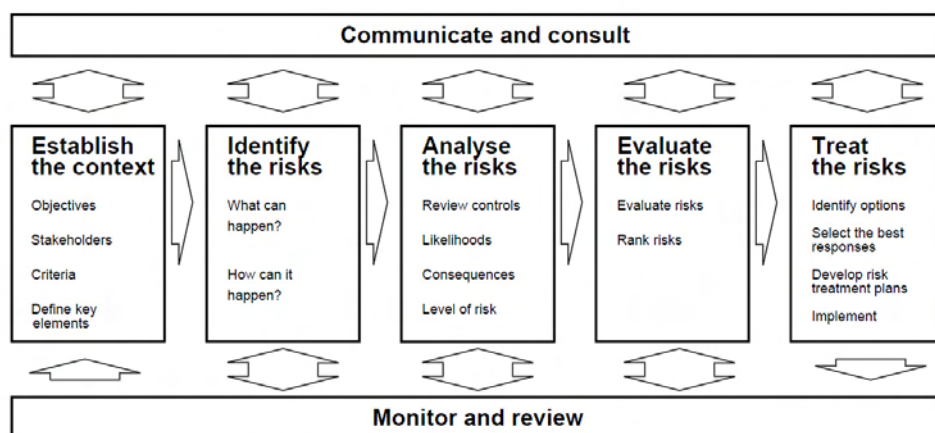 Communicate and consult
Establish
the context
Objectives
Stakeholders
Criteria
Define key
elements
Identify
the risks
What can
happen?
How can it
happen?
Analyse
the risks
Review controls
Likelihoods
Consequences
Level of risk
Evaluate
the risks
Evaluate risks
Rank risks
Treat
the risks
Identify options
Select the best
responses
Develop risk
treatment plans
Implement
Monitor and review